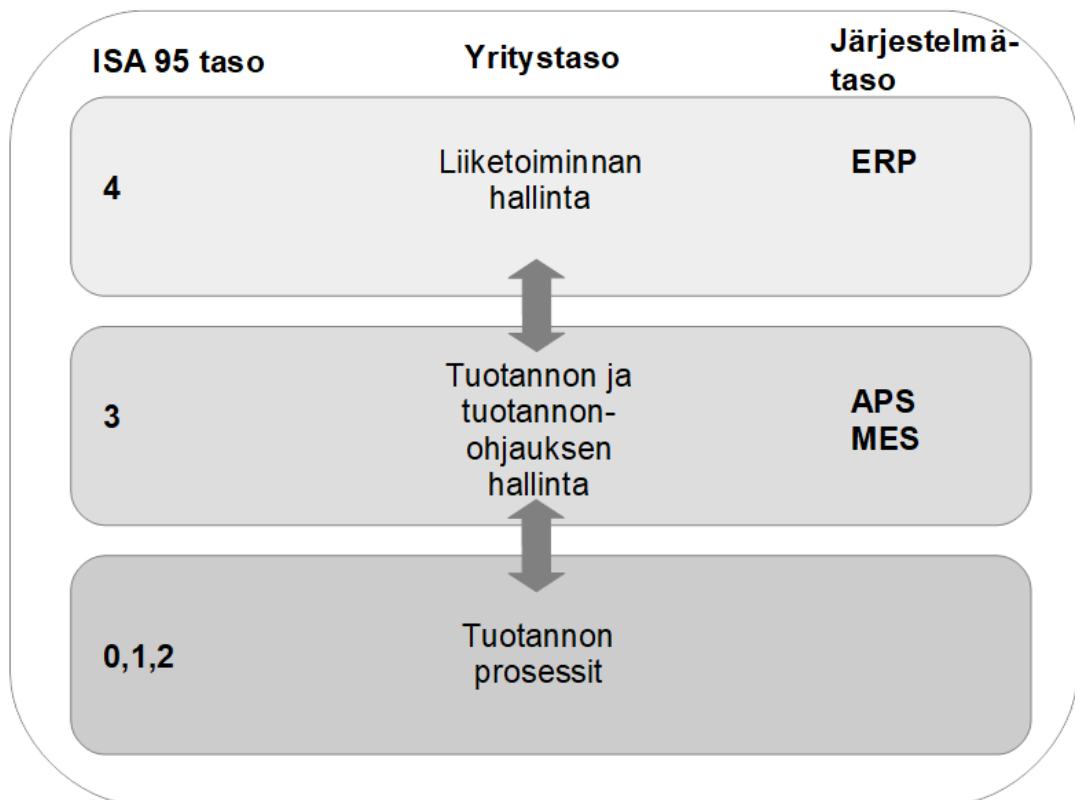 ISA 95 taso
Yritystaso
Järjestelmä-
taso
4
Liiketoiminnan
hallinta
ERP
3
Tuotannon ja
tuotannon-
ohjauksen
hallinta
APS
MES
0,1,2
Tuotannon
prosessit